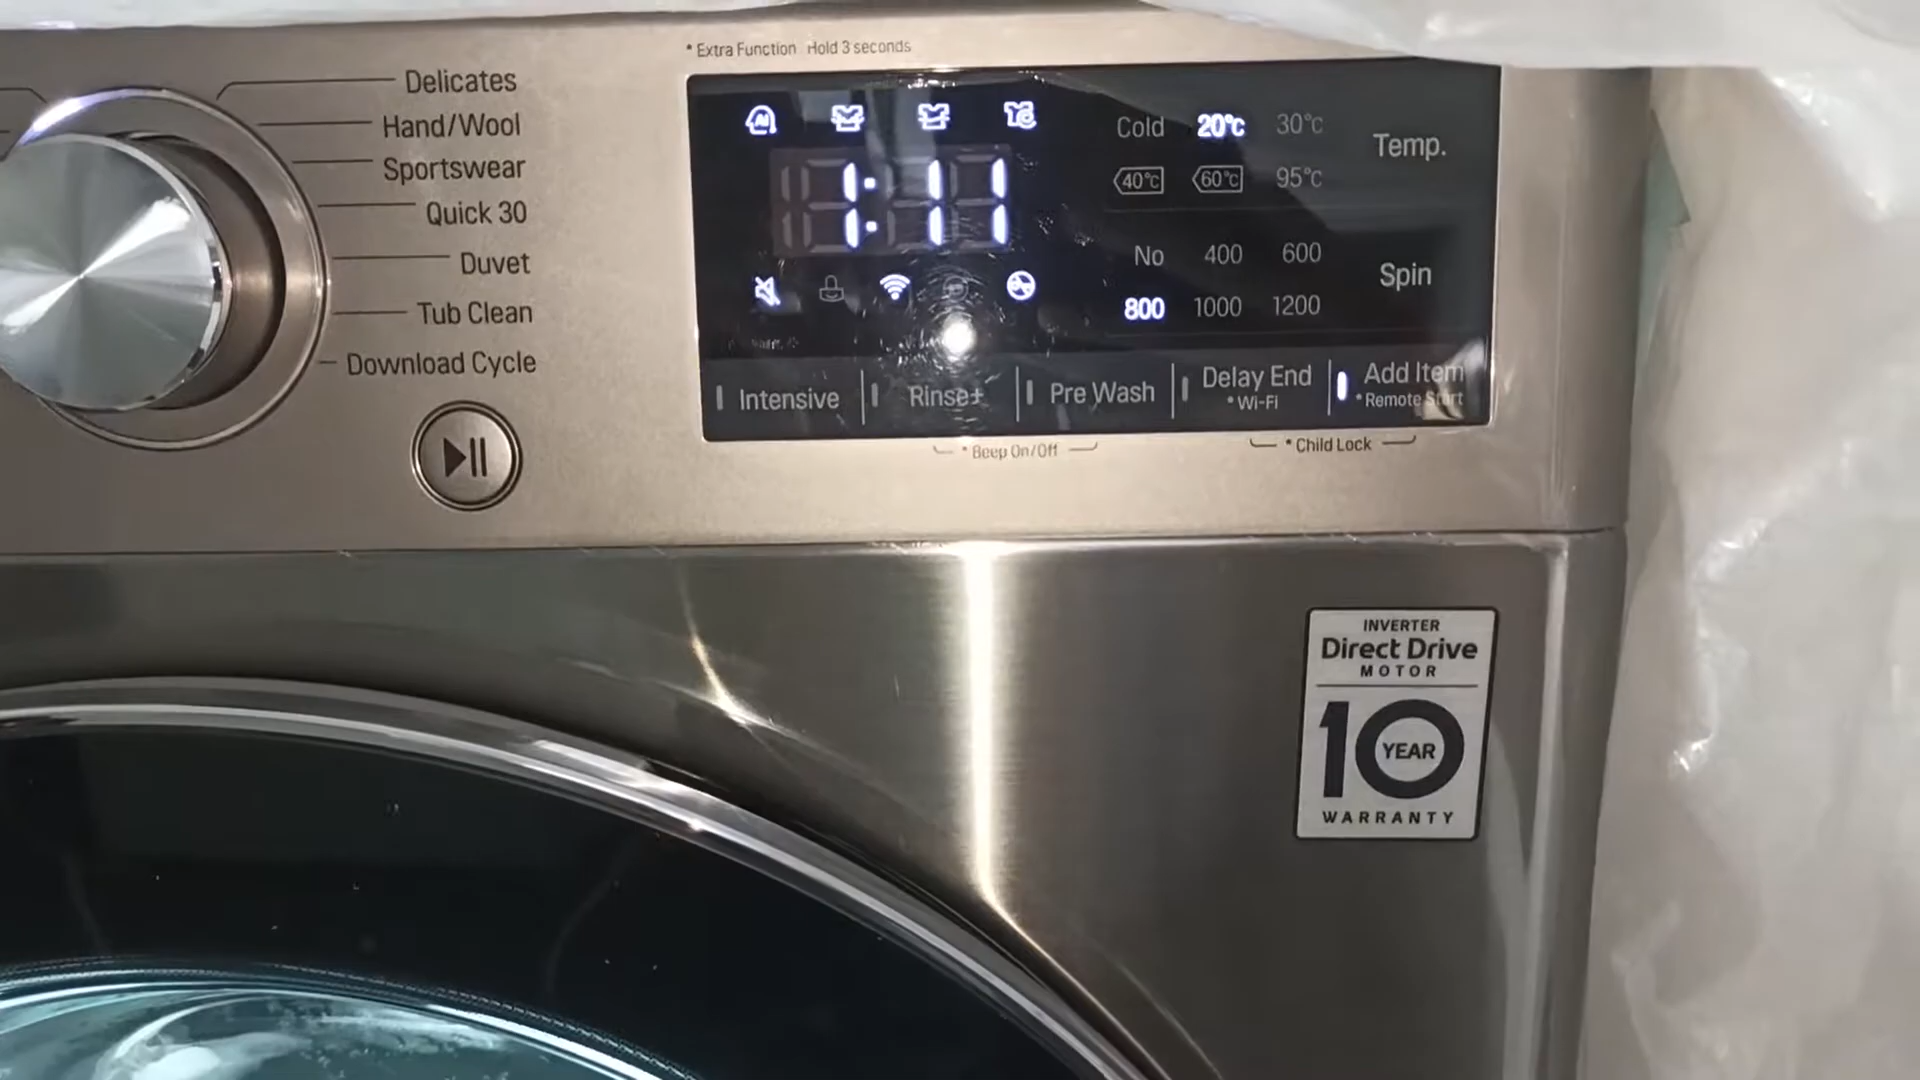 * Extra Function Hold 3 seconds
Delicates
Hand/Wool
Sportswear
Quick 30
Duvet
Tub Clean
Download Cycle
AI
1:11
Cold 20°C 30°C
40°C 60°C 95°C
Temp.
No 400 600
800 1000 1200
Spin
Intensive
Rinse+
Pre Wash
Delay End
* Wi-Fi
Add Item
* Remote Start
* Beep On/Off
* Child Lock
INVERTER
Direct Drive
MOTOR
10
YEAR
WARRANTY